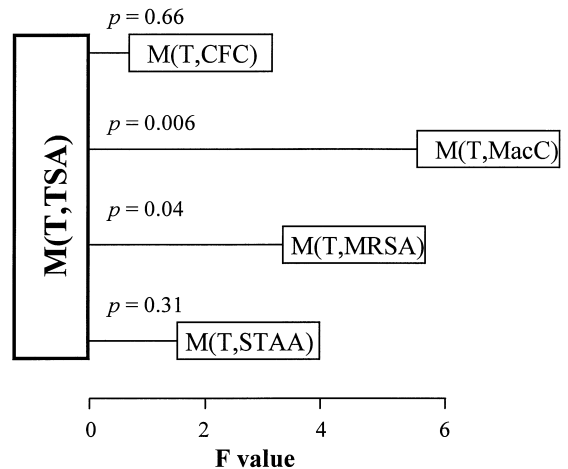 p = 0.66
M(T,CFC)
p = 0.006
M(T,MacC)
M(T,TSA)
p = 0.04
M(T,MRSA)
p = 0.31
M(T,STAA)
0 2 4 6
F value